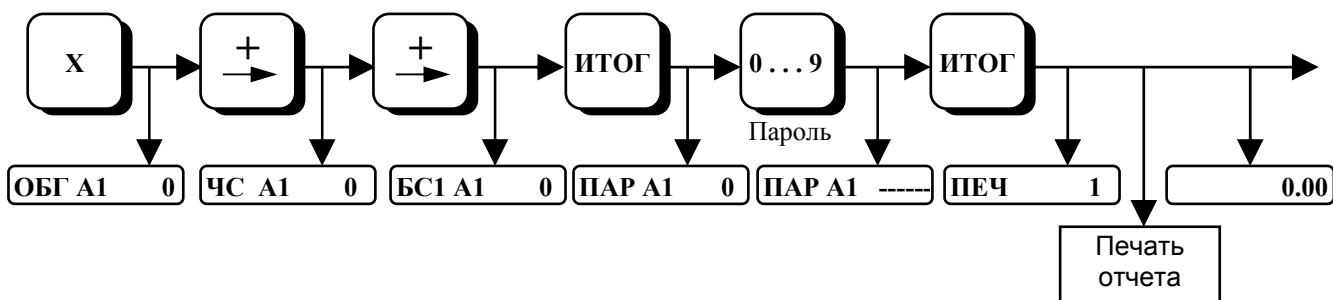 X
+
+
ИТОГ
0 . . . 9
ИТОГ
Пароль
ОБГ А1 0
ЧС А1 0
БС1 А1 0
ПАР А1 0
ПАР А1 ------
ПЕЧ 1
0.00
Печать
отчета